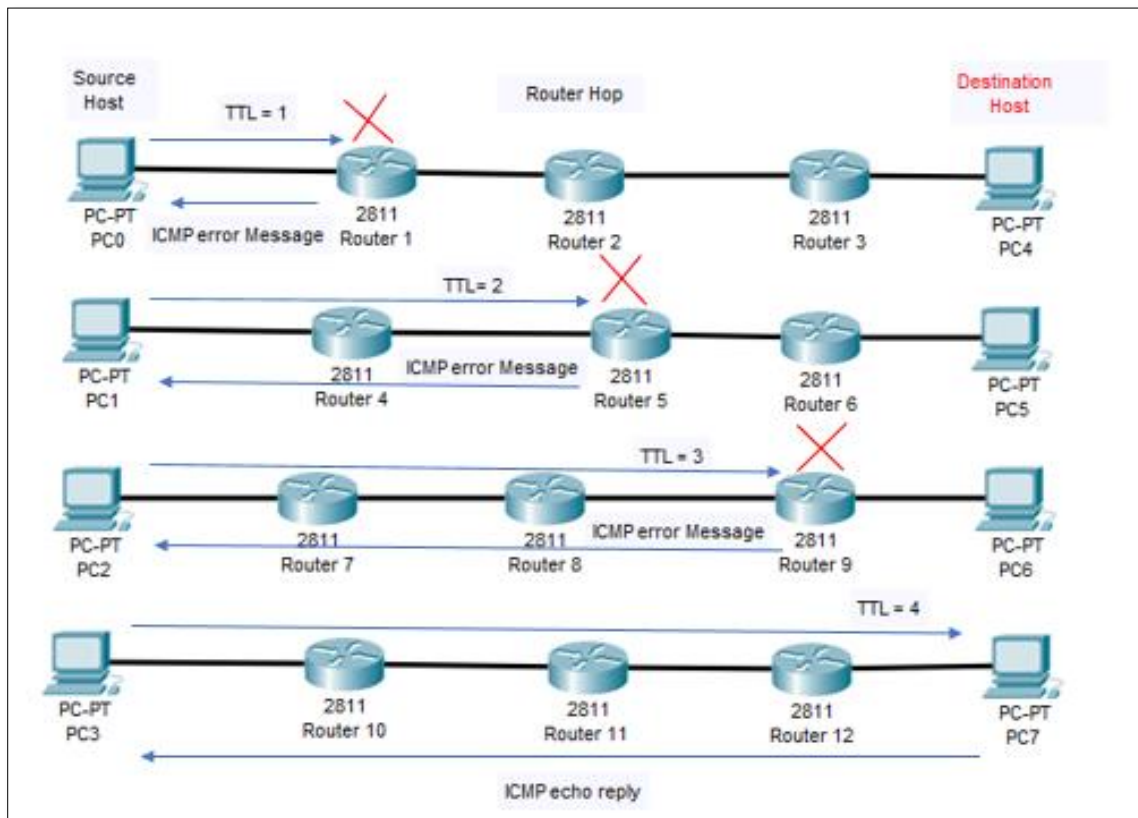 Source
Host
Router Hop
Destination
Host
TTL = 1
PC-PT
PC0
ICMP error Message
2811
Router 1
2811
Router 2
2811
Router 3
PC-PT
PC4
TTL= 2
PC-PT
PC1
2811
Router 4
ICMP error Message
2811
Router 5
2811
Router 6
PC-PT
PC5
TTL = 3
PC-PT
PC2
2811
Router 7
2811
Router 8
ICMP error Message
2811
Router 9
PC-PT
PC6
TTL = 4
PC-PT
PC3
2811
Router 10
2811
Router 11
2811
Router 12
PC-PT
PC7
ICMP echo reply